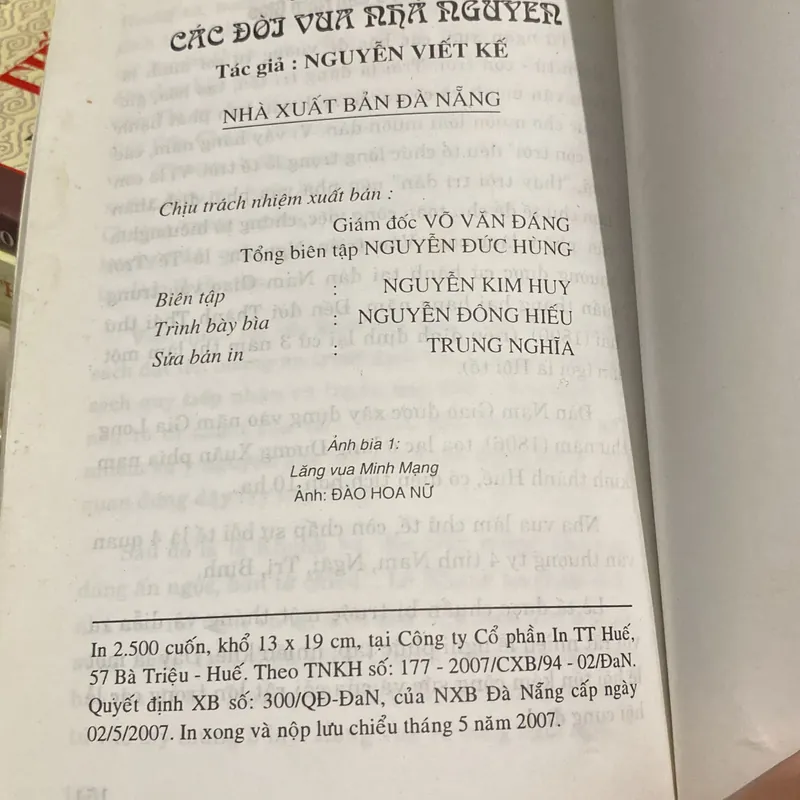 CÁC ĐỜI VUA NHÀ NGUYỄN
Tác giả : NGUYỄN VIẾT KẾ
NHÀ XUẤT BẢN ĐÀ NẴNG
Chịu trách nhiệm xuất bản :
Giám đốc VÕ VĂN ĐÁNG
Tổng biên tập NGUYỄN ĐỨC HÙNG
Biên tập : NGUYỄN KIM HUY
Trình bày bìa : NGUYỄN ĐÔNG HIẾU
Sửa bản in : TRUNG NGHĨA
Ảnh bìa 1:
Lăng vua Minh Mạng
Ảnh: ĐÀO HOA NỮ
In 2.500 cuốn, khổ 13 x 19 cm, tại Công ty Cổ phần In TT Huế,
57 Bà Triệu - Huế. Theo TNKH số: 177 - 2007/CXB/94 - 02/ĐaN.
Quyết định XB số: 300/QĐ-ĐaN, của NXB Đà Nẵng cấp ngày
02/5/2007. In xong và nộp lưu chiểu tháng 5 năm 2007.